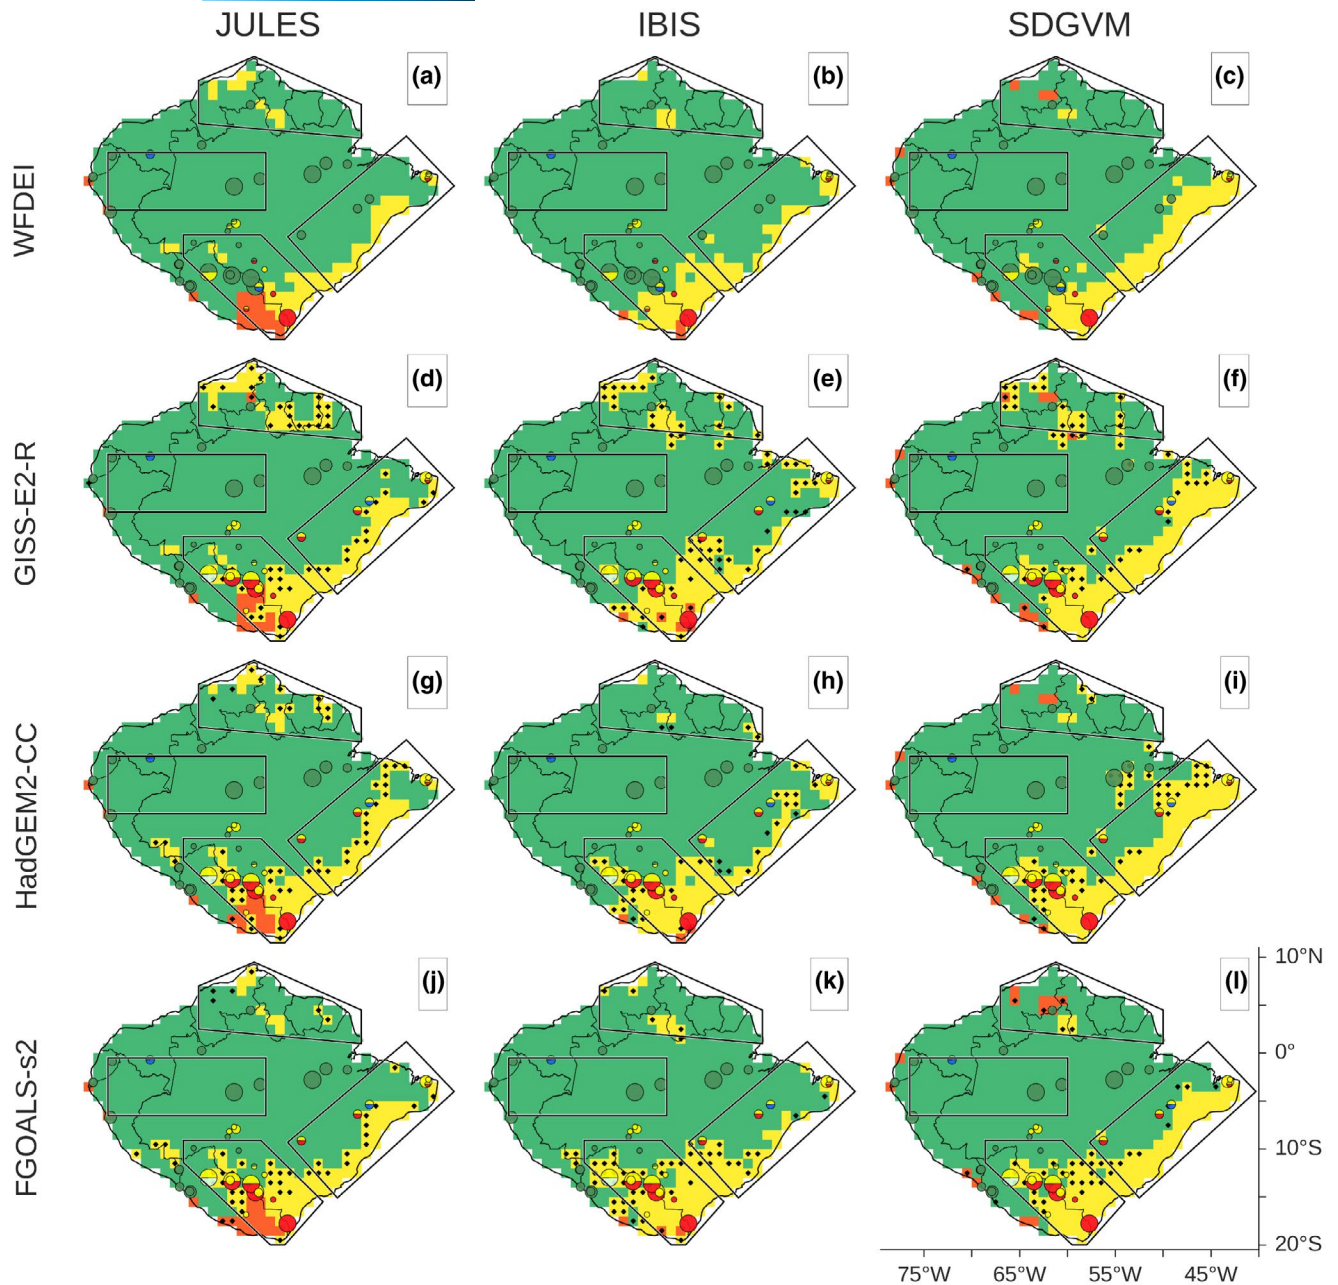 JULES IBIS SDGVM
WFDEI (a) (b) (c)
GISS-E2-R (d) (e) (f)
HadGEM2-CC (g) (h) (i)
FGOALS-s2 (j) (k) (l)
10°N
0°
10°S
20°S
75°W 65°W 55°W 45°W